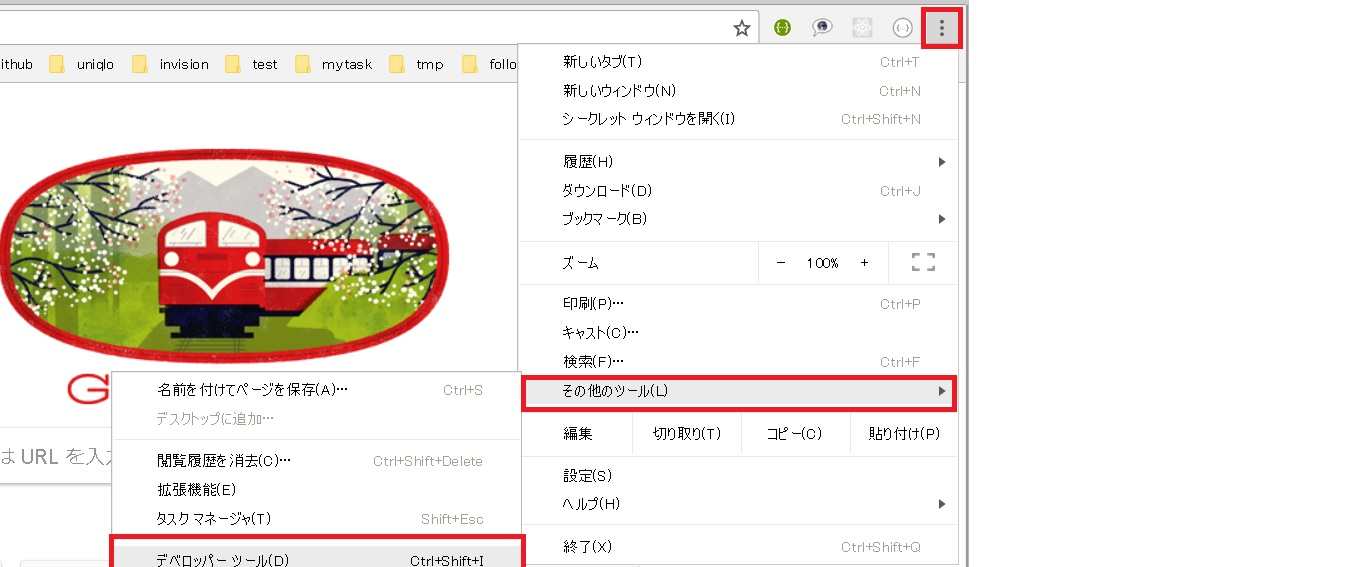 ithub uniqlo invision test mytask tmp follo
新しいタブ(T) Ctrl+T
新しいウィンドウ(N) Ctrl+N
シークレット ウィンドウを開く(I) Ctrl+Shift+N
履歴(H)
ダウンロード(D) Ctrl+J
ブックマーク(B)
ズーム − 100% +
印刷(P)… Ctrl+P
キャスト(C)…
検索(F)… Ctrl+F
その他のツール(L)
編集 切り取り(T) コピー(C) 貼り付け(P)
設定(S)
ヘルプ(H)
終了(X) Ctrl+Shift+Q
G
名前を付けてページを保存(A)… Ctrl+S
デスクトップに追加…
閲覧履歴を消去(C)… Ctrl+Shift+Delete
拡張機能(E)
タスク マネージャ(T) Shift+Esc
デベロッパー ツール(D) Ctrl+Shift+I
は URL を入力